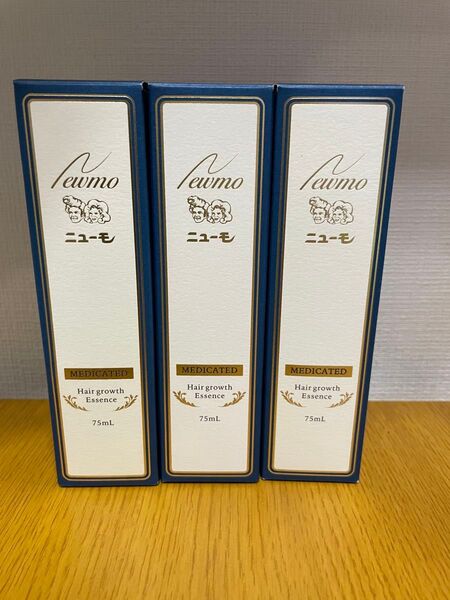 Newmo
ニューモ
MEDICATED
Hair growth
Essence
75mL
Newmo
ニューモ
MEDICATED
Hair growth
Essence
75mL
Newmo
ニューモ
MEDICATED
Hair growth
Essence
75mL